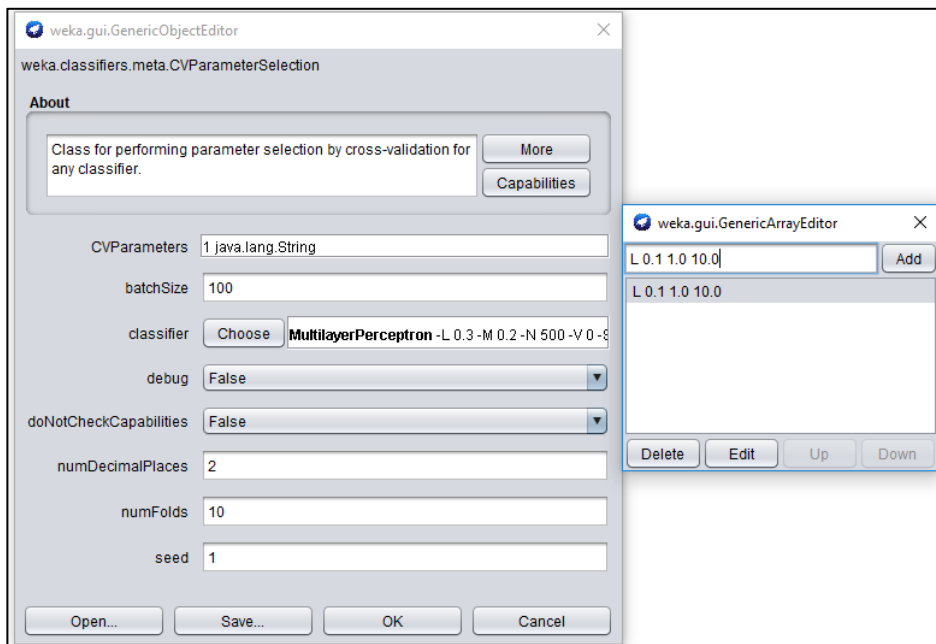 weka.gui.GenericObjectEditor
weka.classifiers.meta.CVParameterSelection
About
Class for performing parameter selection by cross-validation for
any classifier.
More
Capabilities
CVParameters 1 java.lang.String
batchSize 100
classifier Choose MultilayerPerceptron -L 0.3 -M 0.2 -N 500 -V 0 -S
debug False
doNotCheckCapabilities False
numDecimalPlaces 2
numFolds 10
seed 1
Open... Save... OK Cancel
weka.gui.GenericArrayEditor
L 0.1 1.0 10.0 Add
L 0.1 1.0 10.0
Delete Edit Up Down